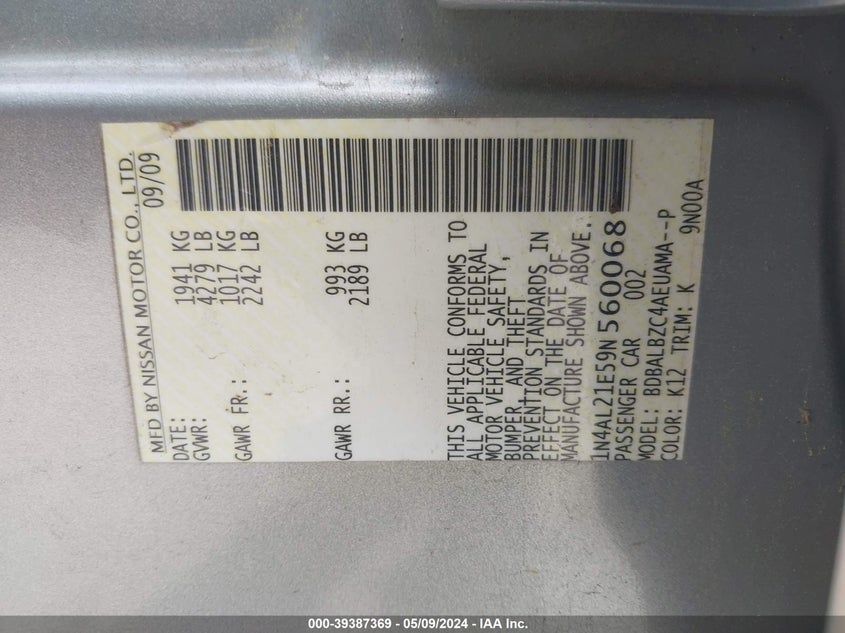 MFD BY NISSAN MOTOR CO., LTD.
DATE: 09/09
GVWR: 1941 KG
4279 LB
GAWR FR.: 1017 KG
2242 LB
GAWR RR.: 993 KG
2189 LB
THIS VEHICLE CONFORMS TO
ALL APPLICABLE FEDERAL
MOTOR VEHICLE SAFETY,
BUMPER, AND THEFT
PREVENTION STANDARDS IN
EFFECT ON THE DATE OF
MANUFACTURE SHOWN ABOVE.
1N4AL21E59N560068
PASSENGER CAR 002
MODEL: BDBALBZC4AEUAMA--P
COLOR: K12 TRIM: K 9N00A
000-39387369 - 05/09/2024 - IAA Inc.